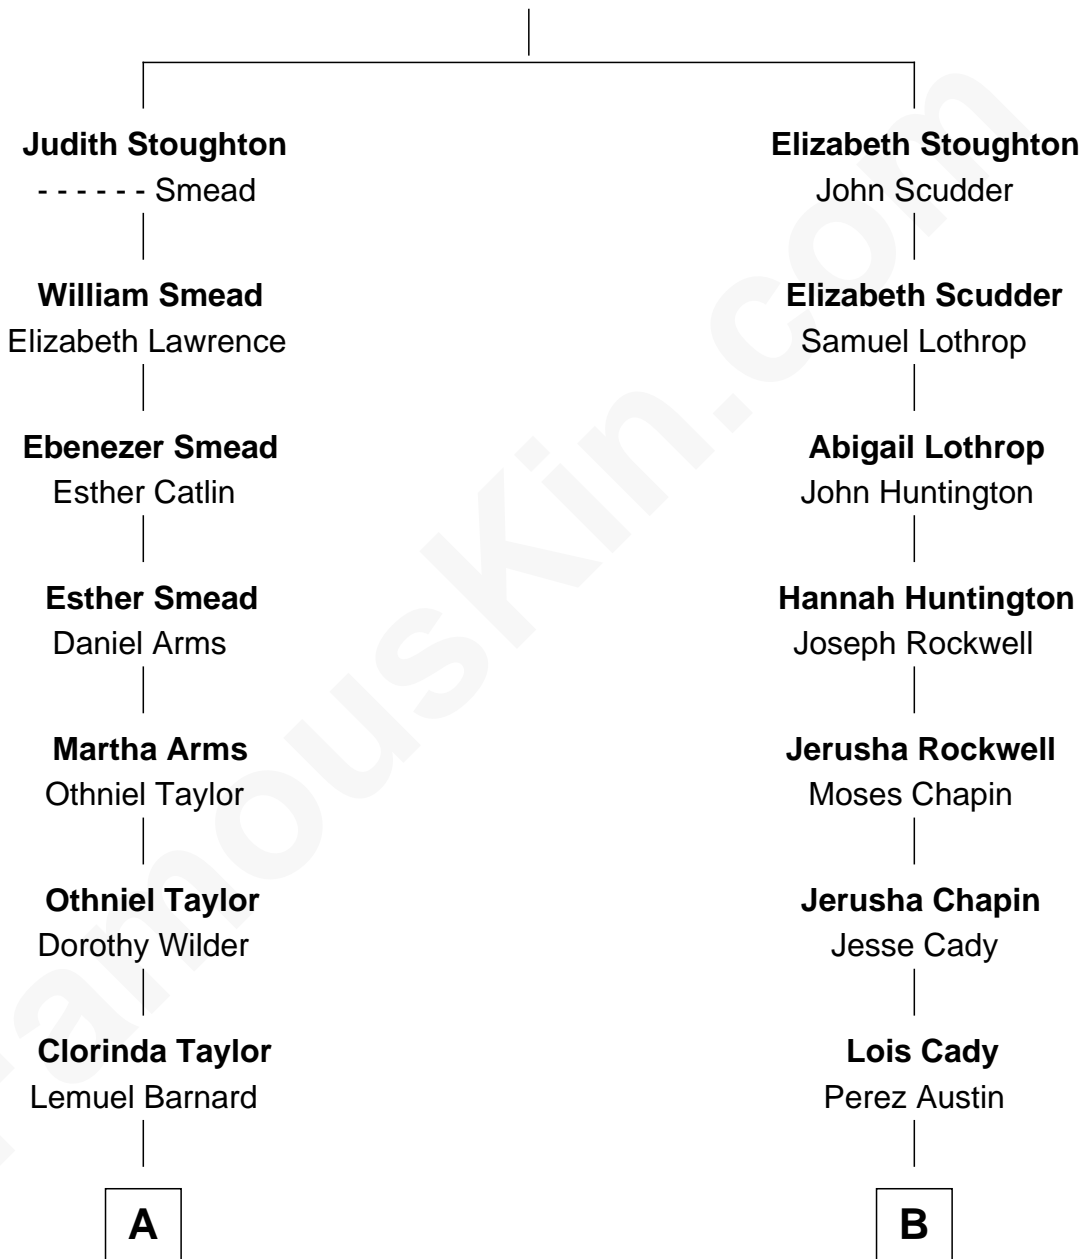 Judith Stoughton
- - - - - - Smead
William Smead
Elizabeth Lawrence
Ebenezer Smead
Esther Catlin
Esther Smead
Daniel Arms
Martha Arms
Othniel Taylor
Othniel Taylor
Dorothy Wilder
Clorinda Taylor
Lemuel Barnard
A
Elizabeth Stoughton
John Scudder
Elizabeth Scudder
Samuel Lothrop
Abigail Lothrop
John Huntington
Hannah Huntington
Joseph Rockwell
Jerusha Rockwell
Moses Chapin
Jerusha Chapin
Jesse Cady
Lois Cady
Perez Austin
B
FamousKin.com